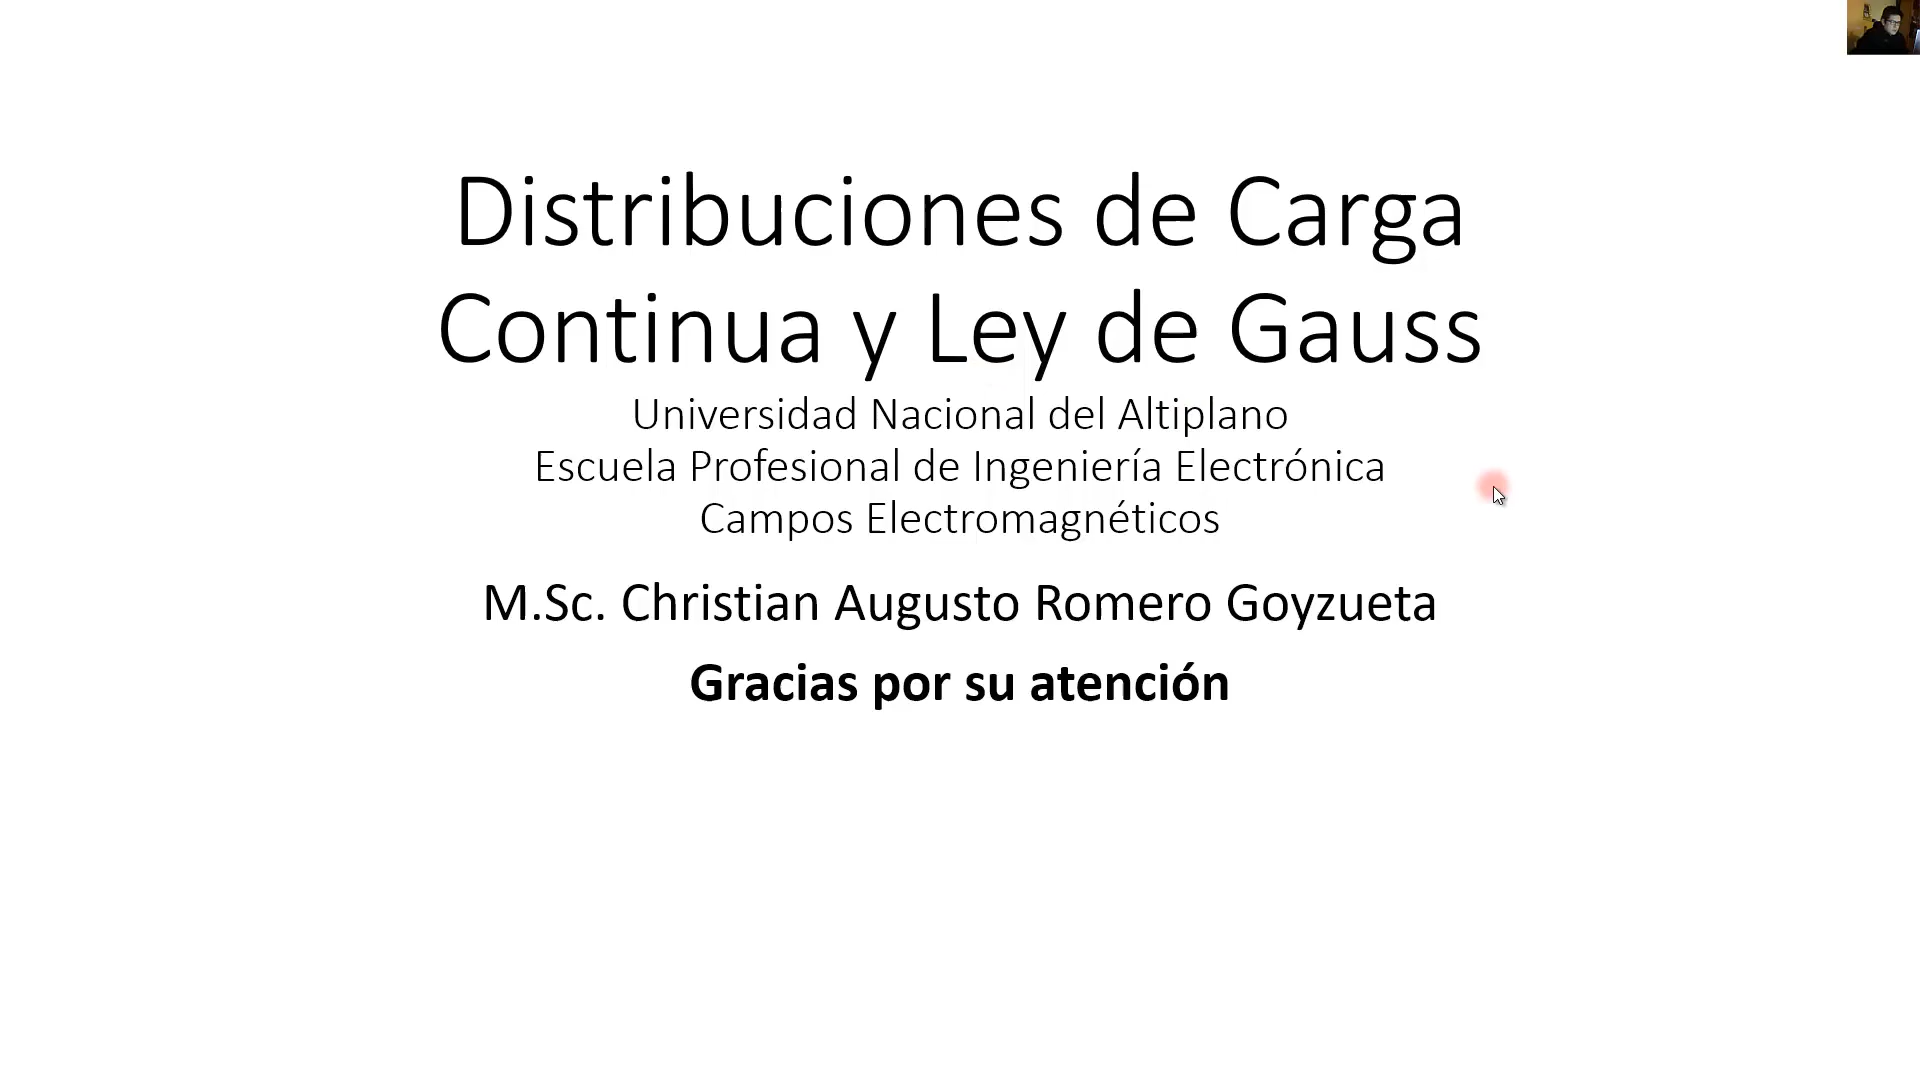 Distribuciones de Carga
Continua y Ley de Gauss
Universidad Nacional del Altiplano
Escuela Profesional de Ingeniería Electrónica
Campos Electromagnéticos
M.Sc. Christian Augusto Romero Goyzueta
Gracias por su atención